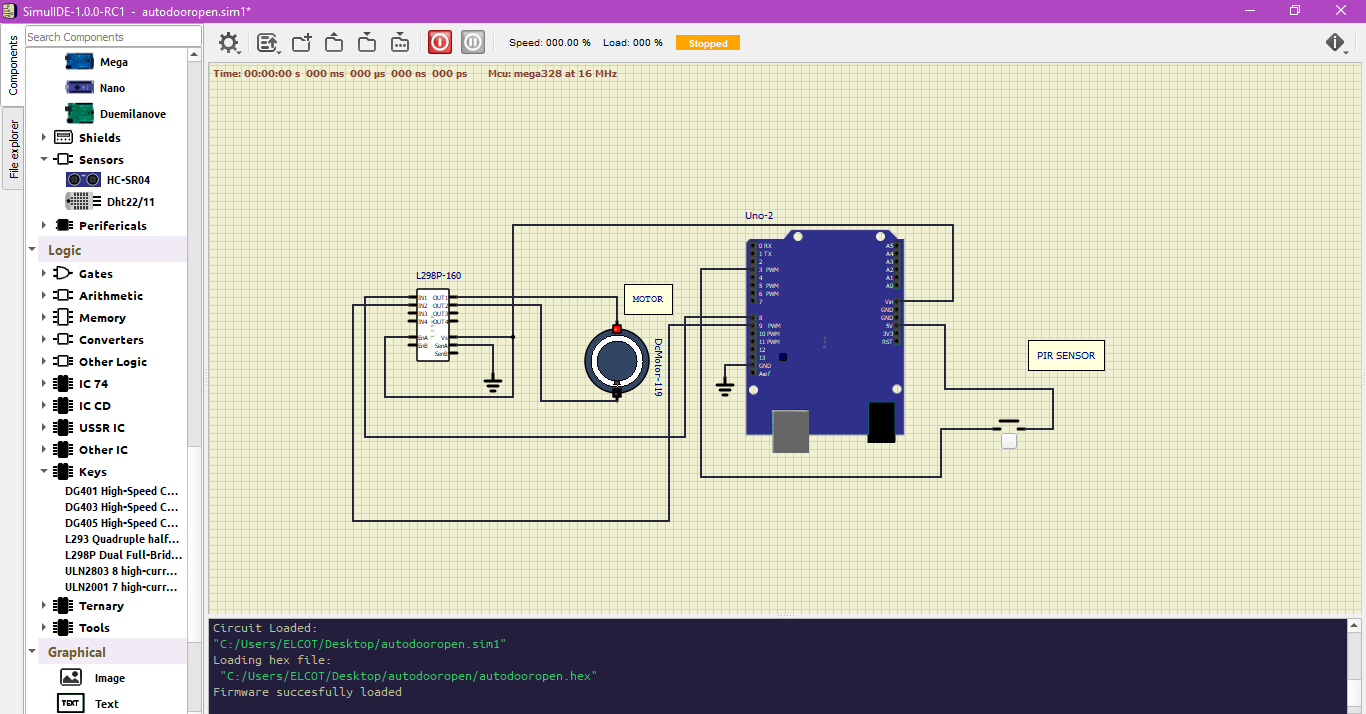 SimulIDE-1.0.0-RC1 - autodooropen.sim1*
Components
File explorer
Search Components
Mega
Nano
Duemilanove
Shields
Sensors
HC-SR04
Dht22/11
Perifericals
Logic
Gates
Arithmetic
Memory
Converters
Other Logic
IC 74
IC CD
USSR IC
Other IC
Keys
DG401 High-Speed C...
DG403 High-Speed C...
DG405 High-Speed C...
L293 Quadruple half...
L298P Dual Full-Brid...
ULN2803 8 high-curr...
ULN2001 7 high-curr...
Ternary
Tools
Graphical
Image
TEXT Text
Speed: 000.00 % Load: 000 % Stopped
Time: 00:00:00 s 000 ms 000 µs 000 ns 000 ps Mcu: mega328 at 16 MHz
L298P-160
IN1 OUT1
IN2 OUT2
IN3 OUT3
IN4 OUT4
EnA Vs
EnB SenA
SenB
MOTOR
DcMotor-119
Uno-2
0 RX A5
1 TX A4
2 A3
3 PWM A2
4 A1
5 PWM A0
6 PWM
7 Vin
GND
8 GND
9 PWM 5V
10 PWM 3V3
11 PWM RST
12
13
GND
Aref
PIR SENSOR
Circuit Loaded:
"C:/Users/ELCOT/Desktop/autodooropen.sim1"
Loading hex file:
"C:/Users/ELCOT/Desktop/autodooropen/autodooropen.hex"
Firmware succesfully loaded